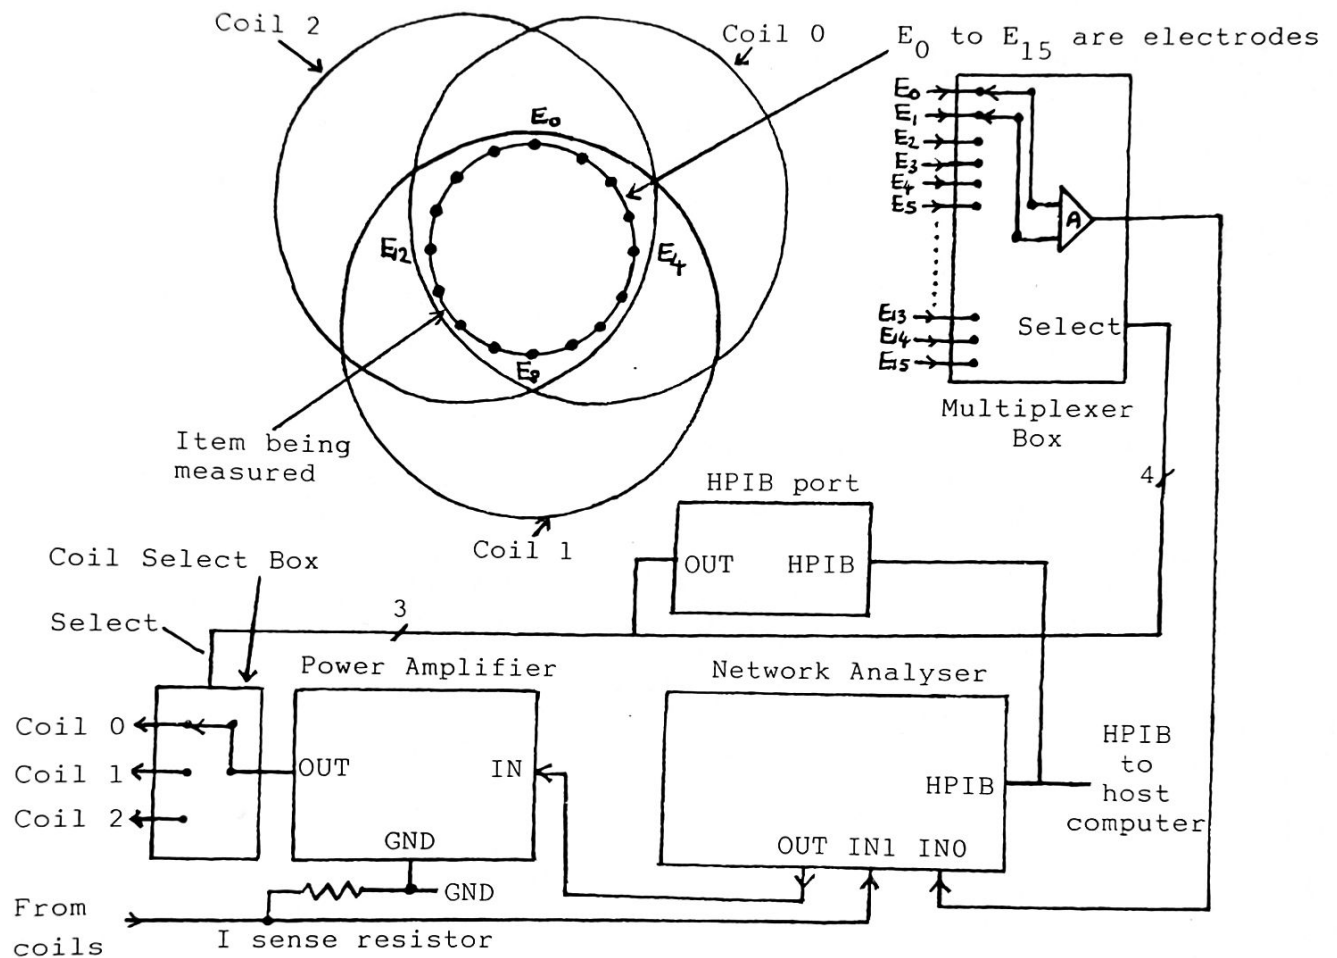 Coil 2
Coil 0
E0 to E15 are electrodes
E0
E12
E4
E8
Item being
measured
Coil 1
E0
E1
E2
E3
E4
E5
E13
E14
E15
A
Select
Multiplexer
Box
4
HPIB port
OUT HPIB
Coil Select Box
Select
3
Power Amplifier
Network Analyser
Coil 0
Coil 1
Coil 2
OUT
IN
GND
GND
HPIB
OUT IN1 IN0
HPIB
to
host
computer
From
coils
I sense resistor